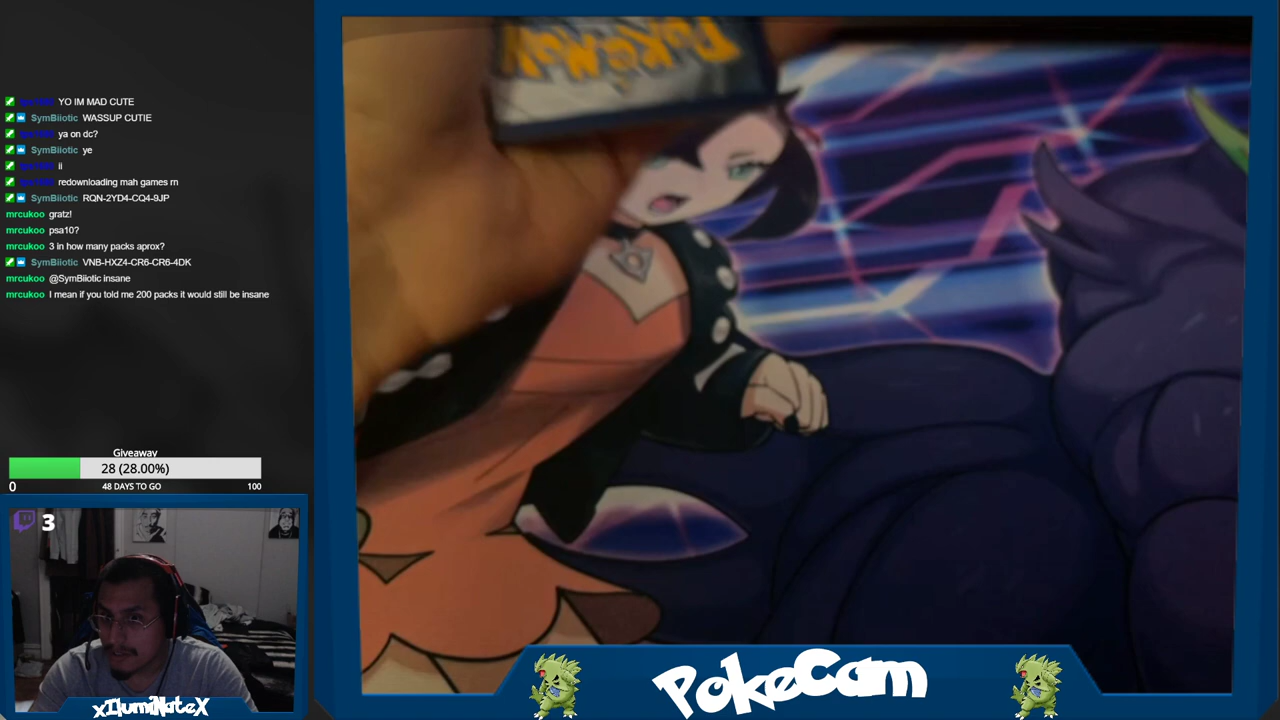 YO IM MAD CUTE
SymBiiotic WASSUP CUTIE
ya on dc?
SymBiiotic ye
ii
redownloading mah games rn
SymBiiotic RQN-2YD4-CQ4-9JP
mrcukoo gratz!
mrcukoo psa10?
mrcukoo 3 in how many packs aprox?
SymBiiotic VNB-HXZ4-CR6-CR6-4DK
mrcukoo @SymBiiotic insane
mrcukoo I mean if you told me 200 packs it would still be insane
POKÉMON
Giveaway
28 (28.00%)
0 48 DAYS TO GO 100
3
xIlumiNateX
PokeCam